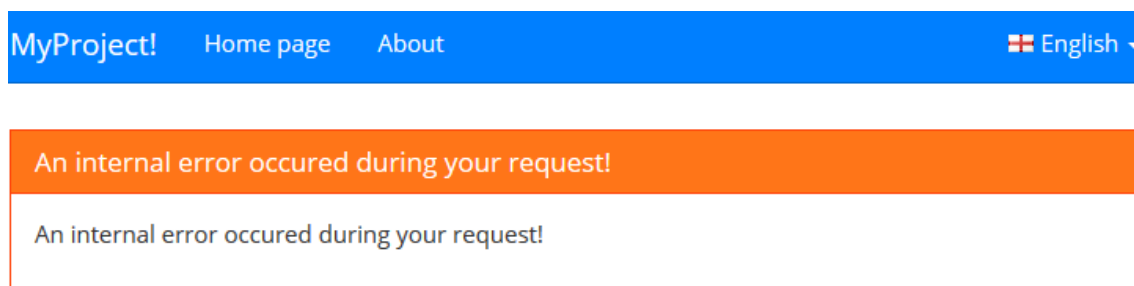 MyProject! Home page About English
An internal error occured during your request!
An internal error occured during your request!